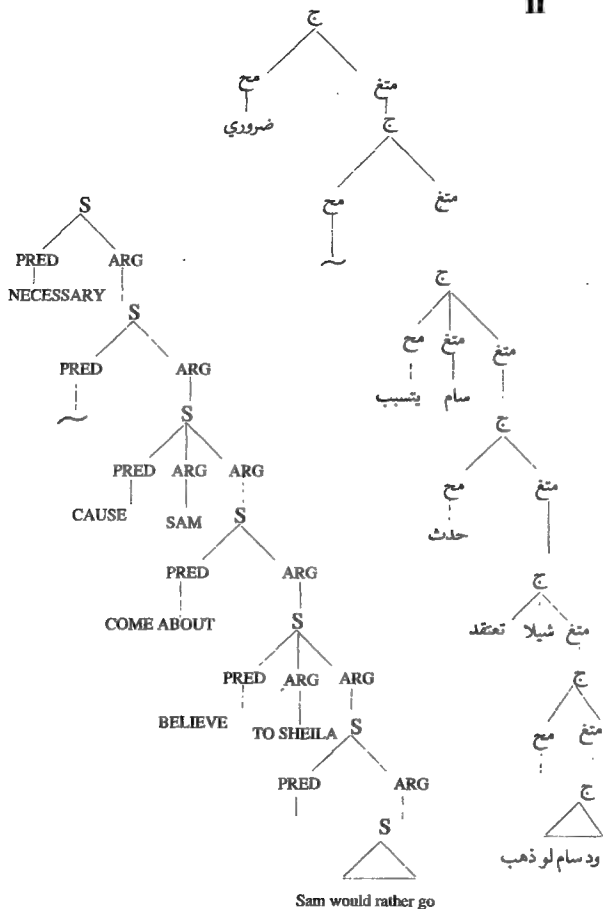 II
ج
مح متغ
ضروري ج
مح متغ
~
ج
مح متغ متغ
يتسبب سام
ج
مح متغ
حدث
ج
تعتقد شيلا متغ
ج
مح متغ
ج
ود سام لو ذهب
S
PRED ARG
NECESSARY
S
PRED ARG
~
S
PRED ARG ARG
CAUSE SAM
S
PRED ARG
COME ABOUT
S
PRED ARG ARG
BELIEVE TO SHEILA
S
PRED ARG
S
Sam would rather go